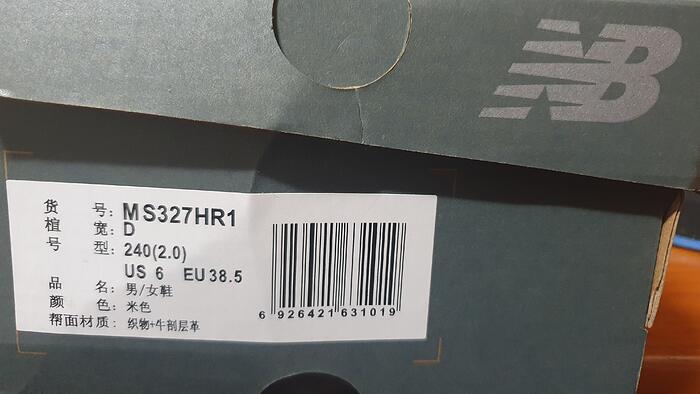 NB
货 号: MS327HR1
楦 宽: D
号 型: 240(2.0)
US 6 EU 38.5
品 名: 男/女鞋
颜 色: 米色
帮面材质: 织物+牛剖层革
6 926421 631019